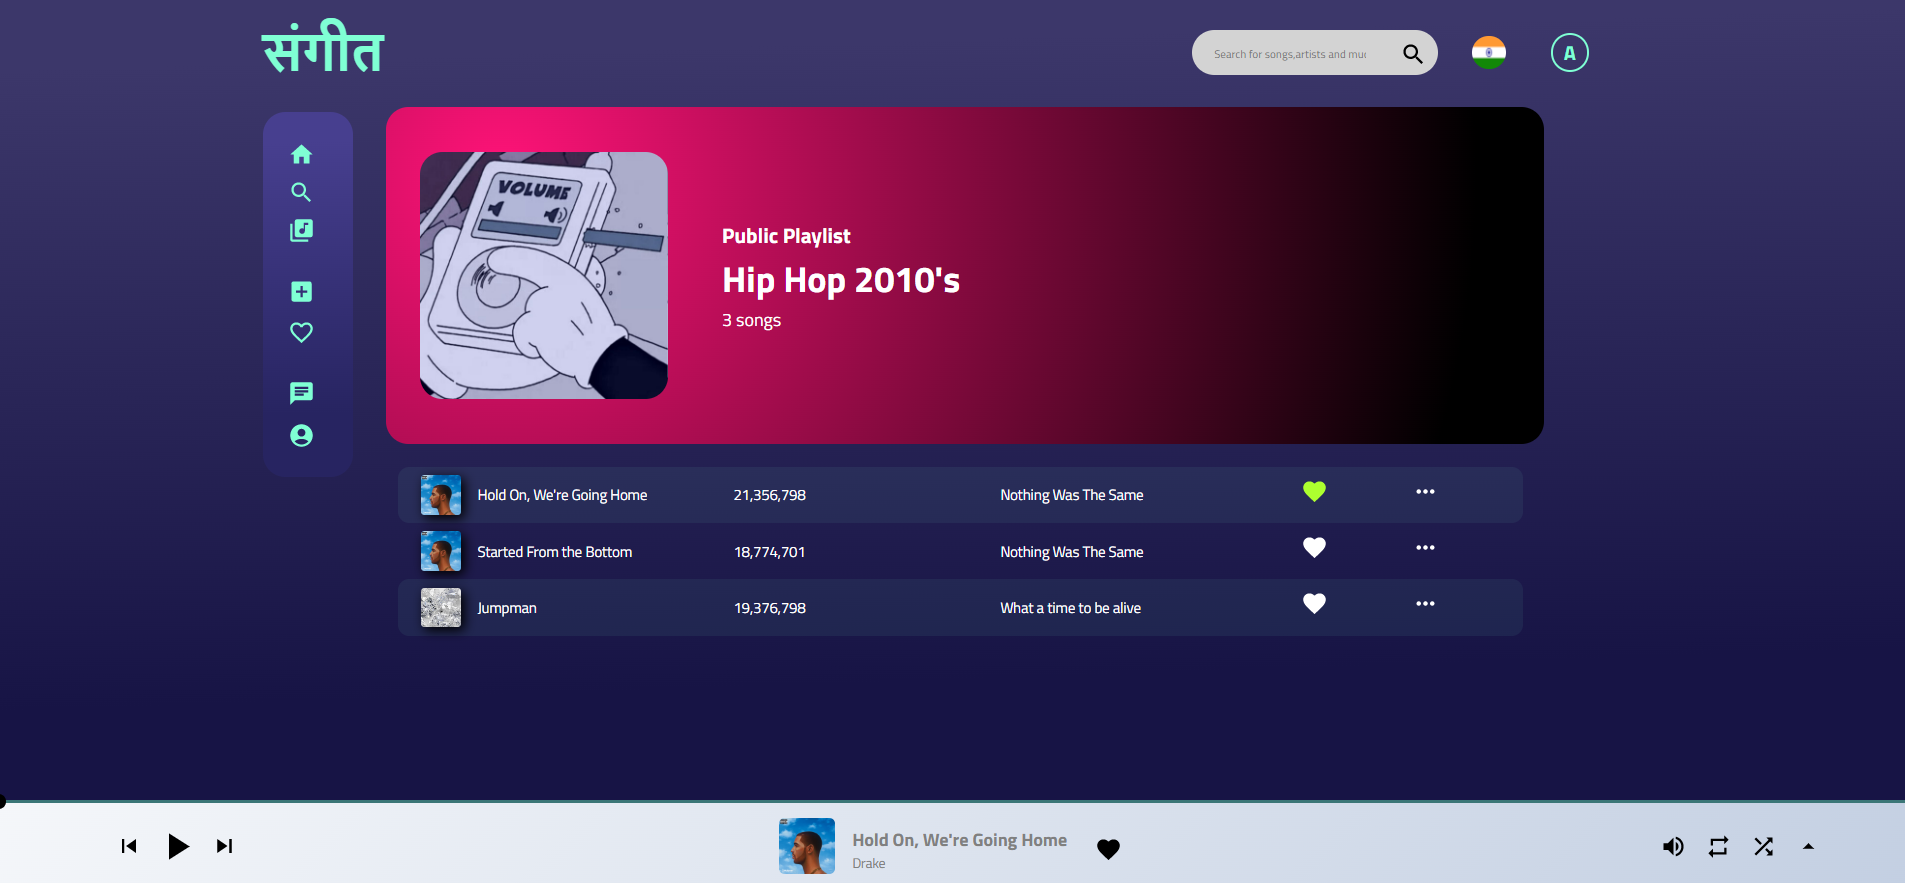 संगीत
Search for songs,artists and muc
A
VOLUME
Public Playlist
Hip Hop 2010's
3 songs
Hold On, We're Going Home 21,356,798 Nothing Was The Same
Started From the Bottom 18,774,701 Nothing Was The Same
Jumpman 19,376,798 What a time to be alive
Hold On, We're Going Home
Drake